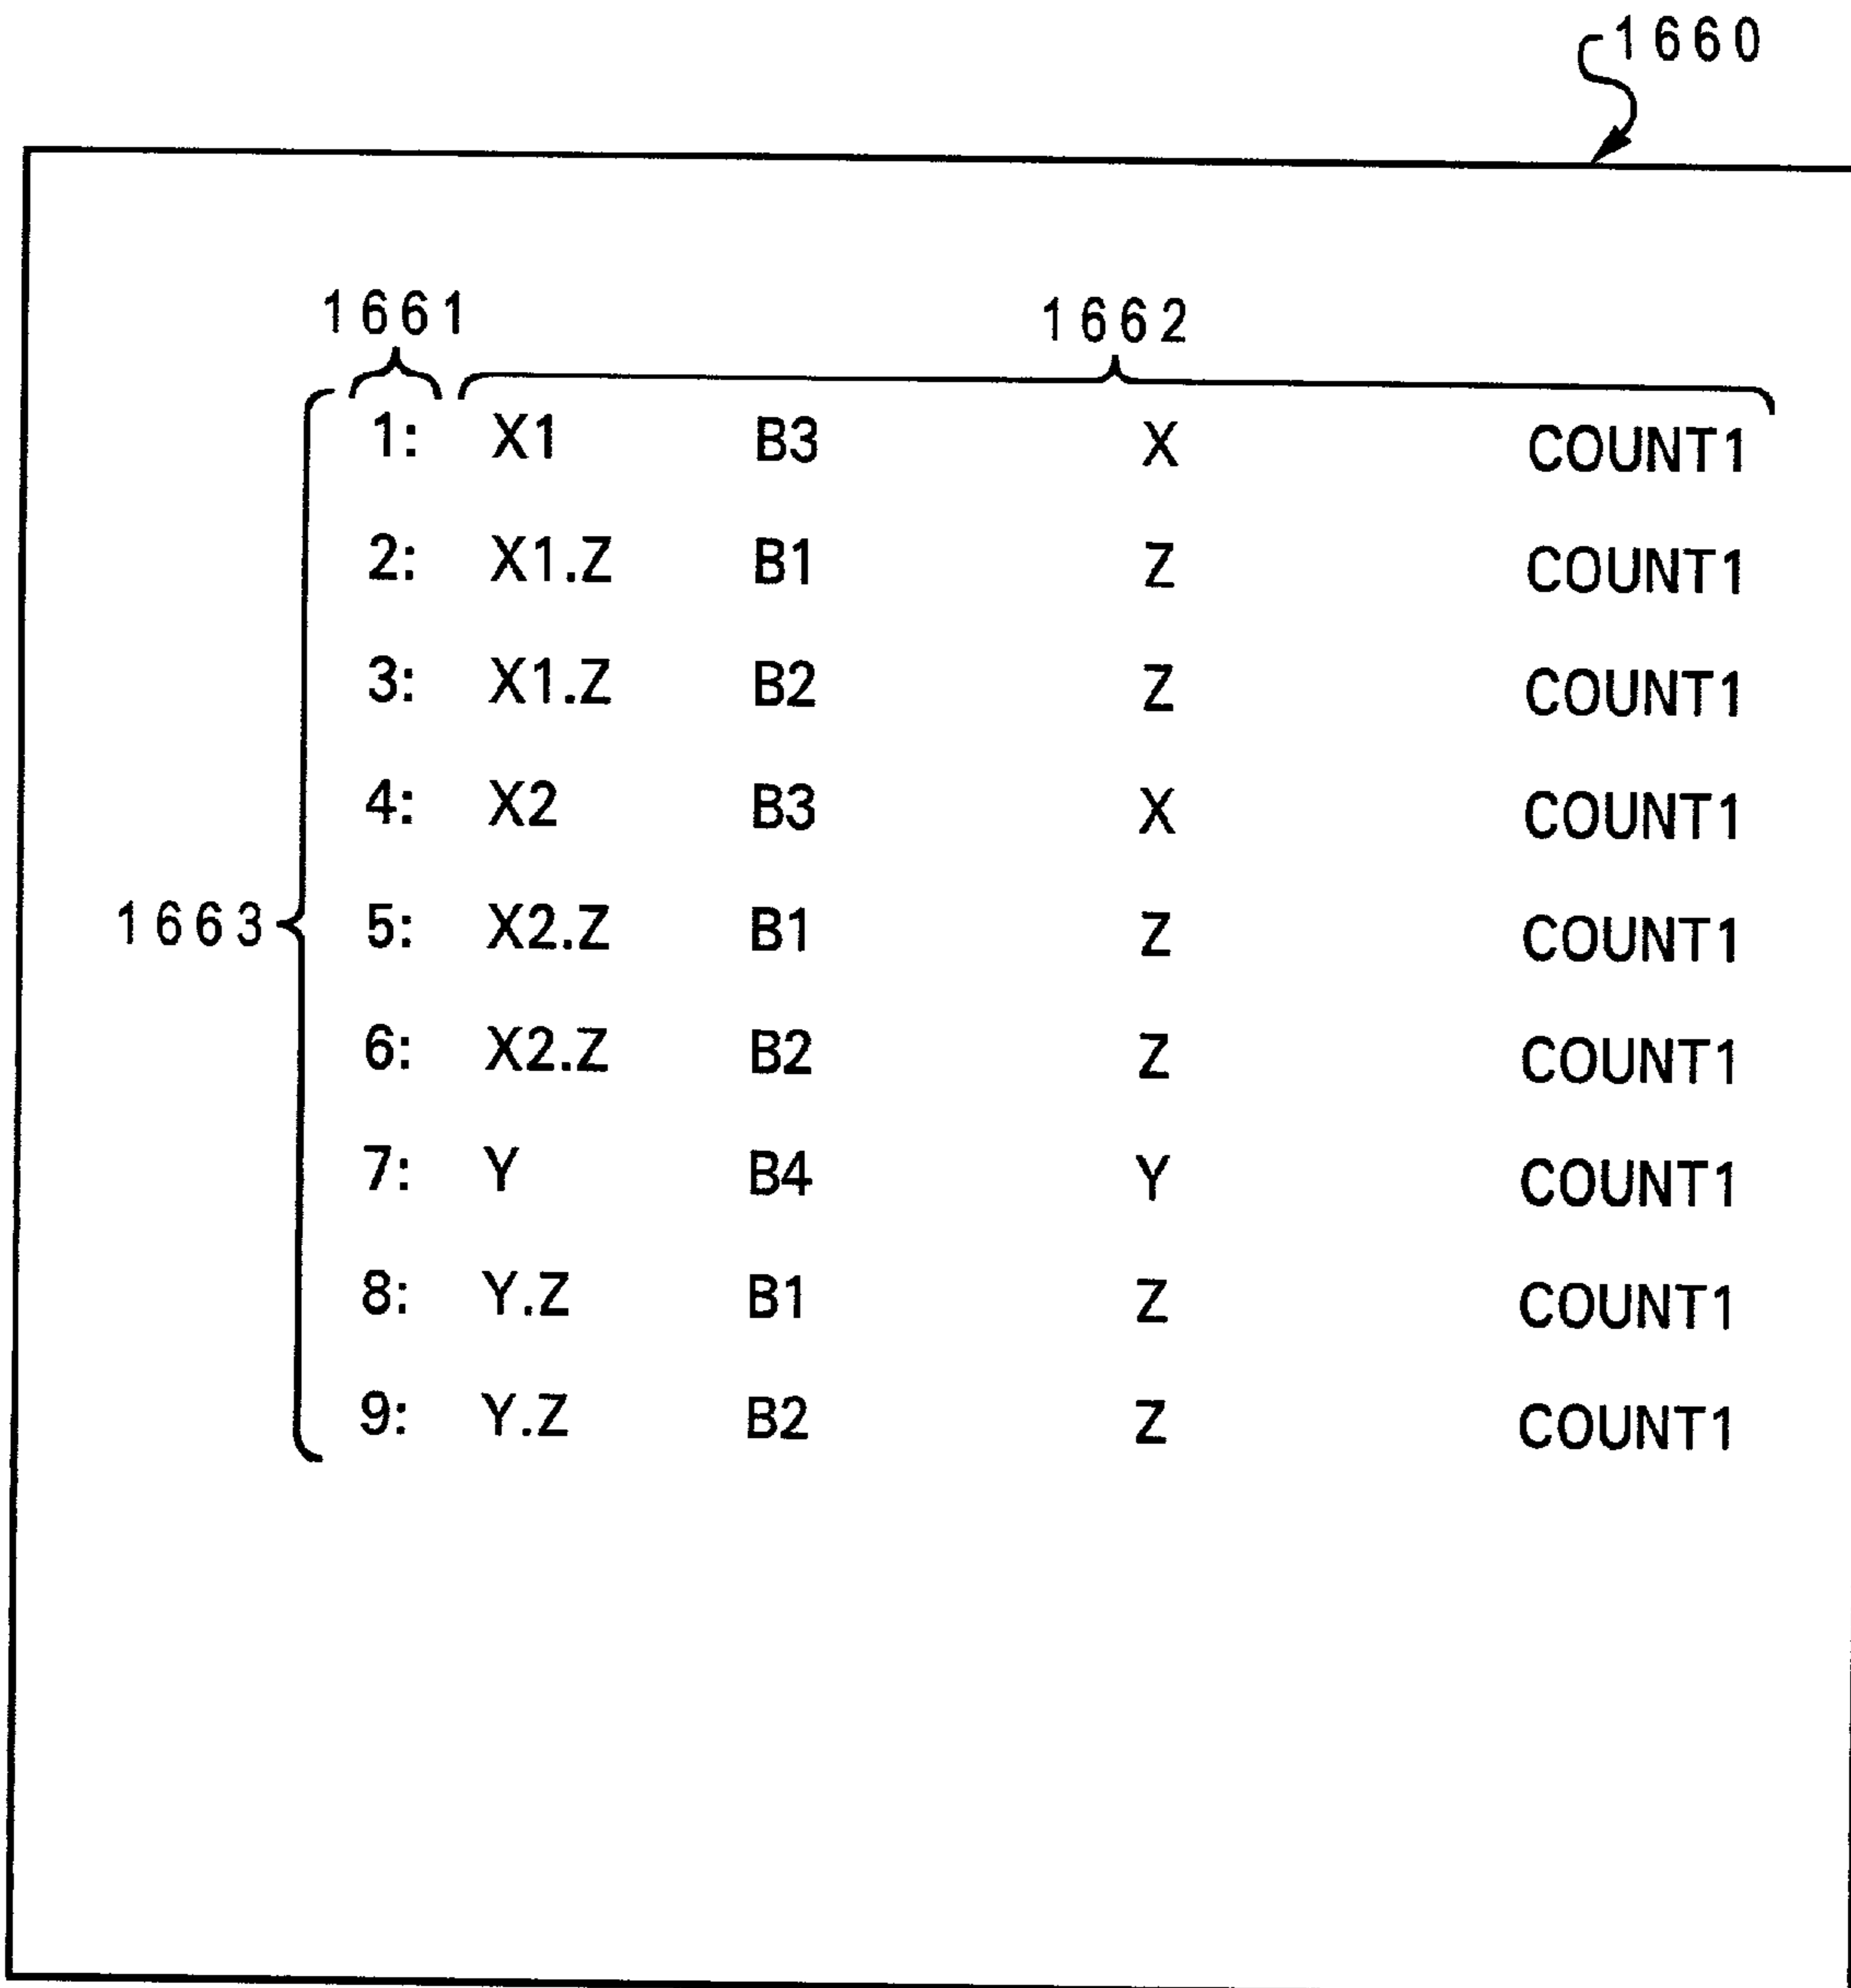 1660
1661 1662
1: X1 B3 X COUNT1
2: X1.Z B1 Z COUNT1
3: X1.Z B2 Z COUNT1
4: X2 B3 X COUNT1
1663 5: X2.Z B1 Z COUNT1
6: X2.Z B2 Z COUNT1
7: Y B4 Y COUNT1
8: Y.Z B1 Z COUNT1
9: Y.Z B2 Z COUNT1